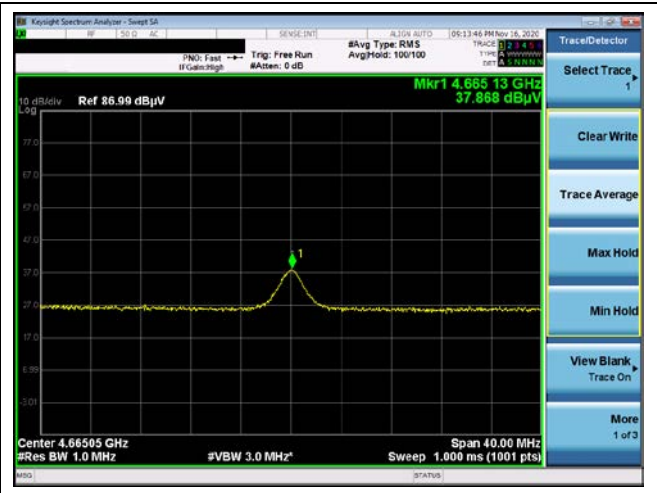 Keysight Spectrum Analyzer - Swept SA
RF 50 Ω AC SENSE:INT ALIGN AUTO 09:13:46 PM Nov 16, 2020
PNO: Fast Trig: Free Run #Avg Type: RMS TRACE 1 2 3 4 5 6
IFGain:High #Atten: 0 dB Avg|Hold: 100/100 TYPE A WWWWW
DET A S N N N N
Mkr1 4.665 13 GHz
37.868 dBµV
10 dB/div Ref 86.99 dBµV
Log
77.0
67.0
57.0
47.0
37.0
27.0
17.0
6.99
-3.01
1
Center 4.66505 GHz Span 40.00 MHz
#Res BW 1.0 MHz #VBW 3.0 MHz* Sweep 1.000 ms (1001 pts)
MSG STATUS
Trace/Detector
Select Trace
1
Clear Write
Trace Average
Max Hold
Min Hold
View Blank
Trace On
More
1 of 3